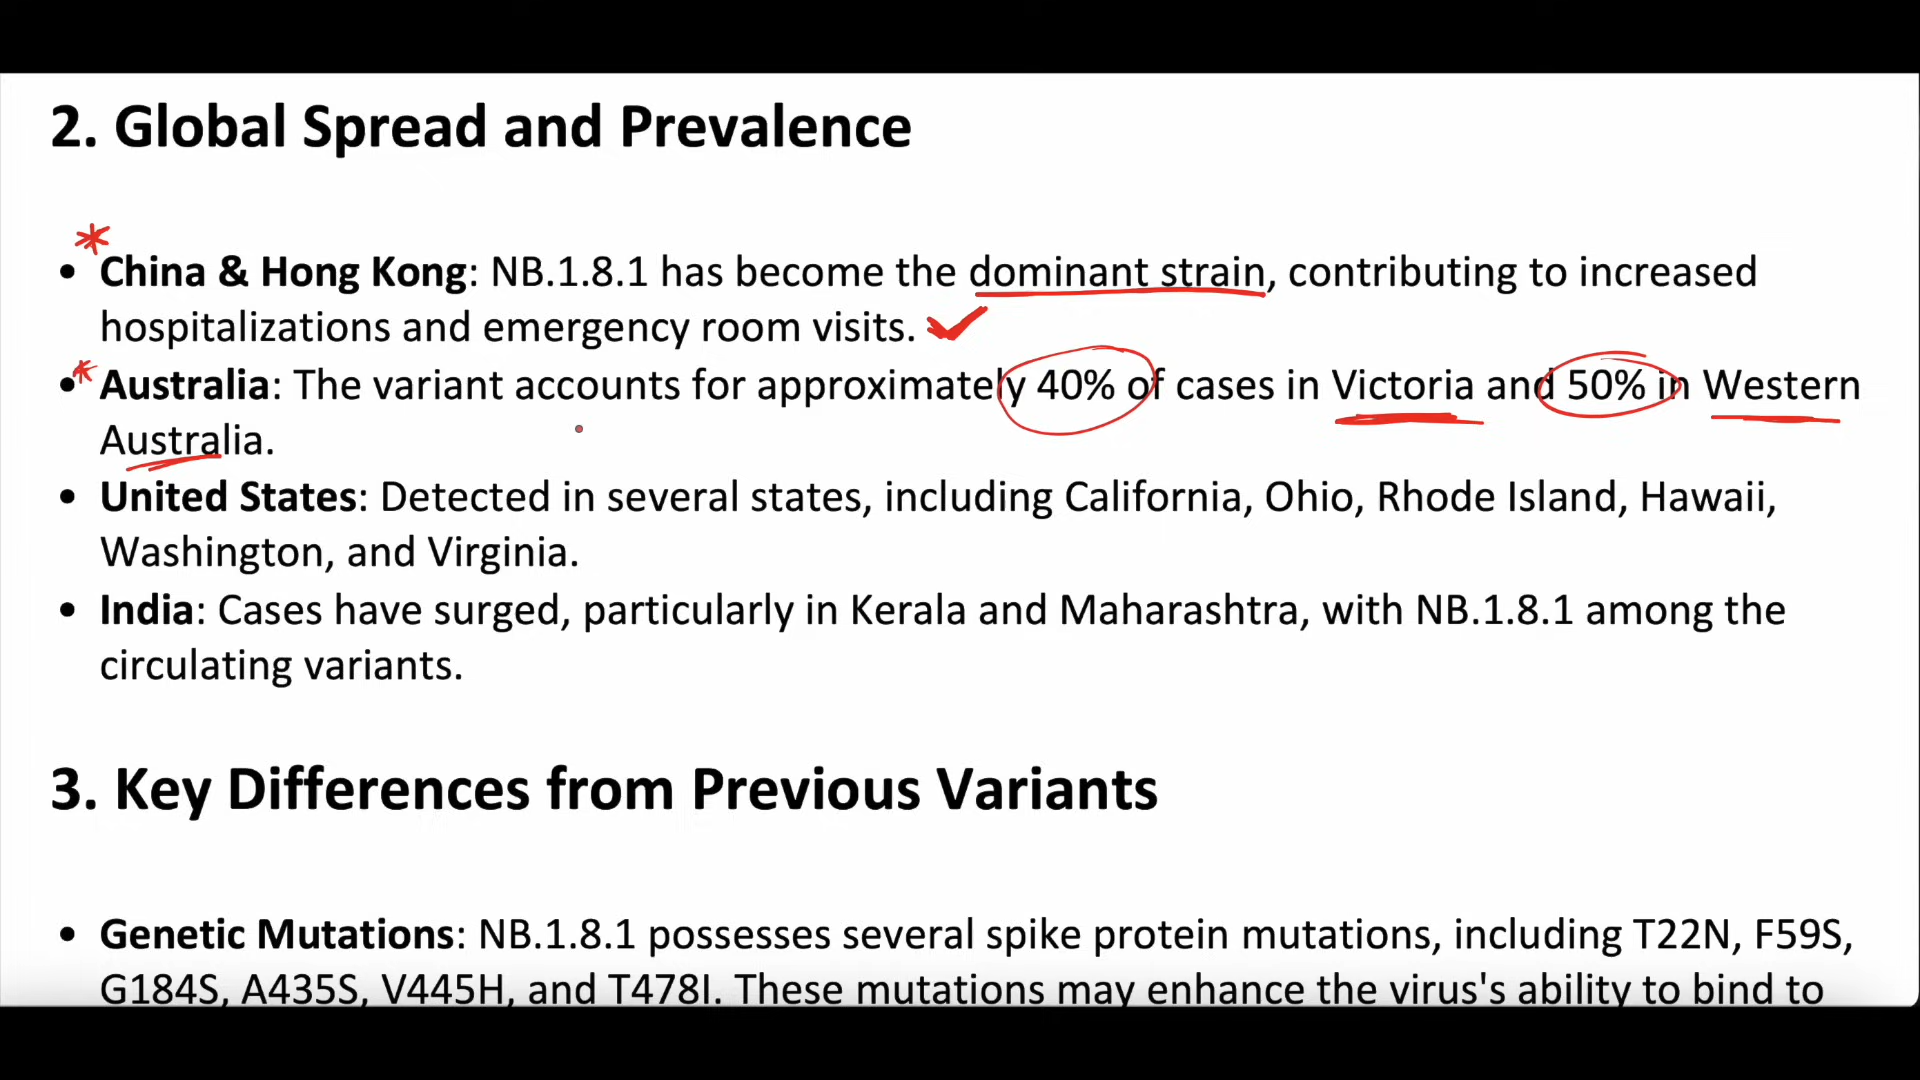 2. Global Spread and Prevalence
• China & Hong Kong: NB.1.8.1 has become the dominant strain, contributing to increased
hospitalizations and emergency room visits.
• Australia: The variant accounts for approximately 40% of cases in Victoria and 50% in Western
Australia.
• United States: Detected in several states, including California, Ohio, Rhode Island, Hawaii,
Washington, and Virginia.
• India: Cases have surged, particularly in Kerala and Maharashtra, with NB.1.8.1 among the
circulating variants.
3. Key Differences from Previous Variants
• Genetic Mutations: NB.1.8.1 possesses several spike protein mutations, including T22N, F59S,
G184S, A435S, V445H, and T478I. These mutations may enhance the virus's ability to bind to